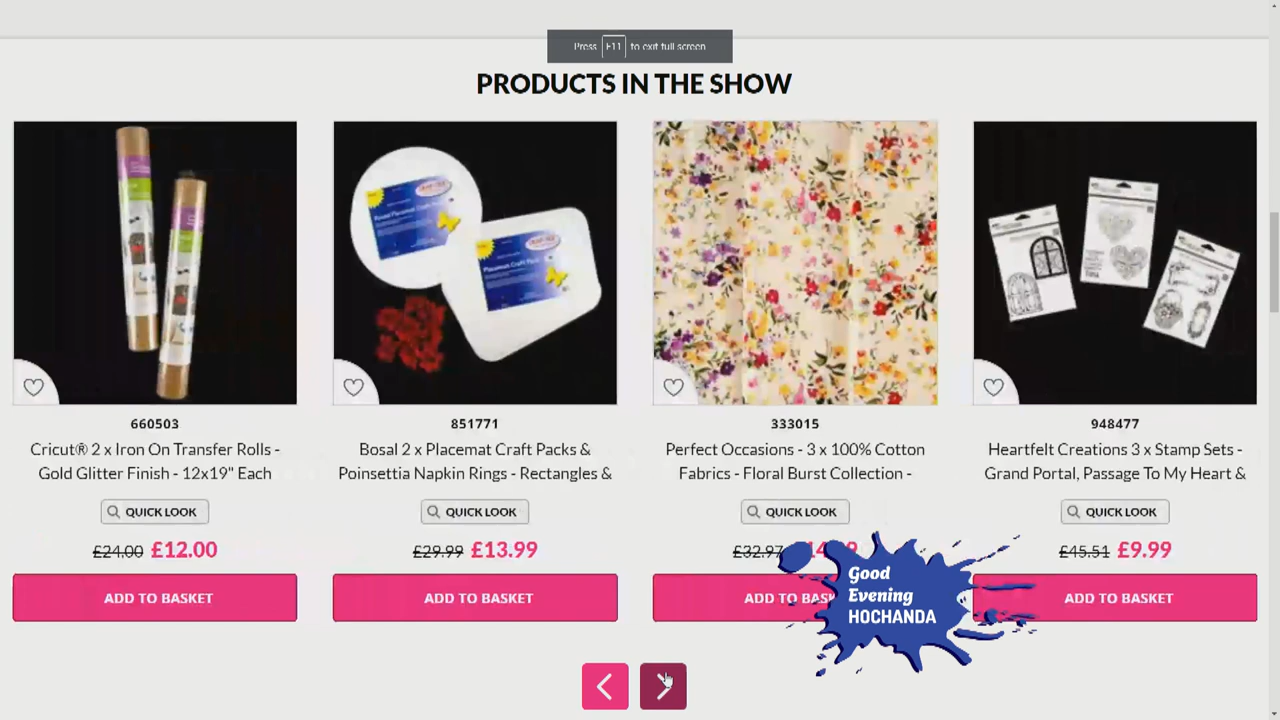 Press F11 to exit full screen
PRODUCTS IN THE SHOW
660503
Cricut® 2 x Iron On Transfer Rolls -
Gold Glitter Finish - 12x19" Each
QUICK LOOK
£24.00 £12.00
ADD TO BASKET
Placemat Craft Pack
851771
Bosal 2 x Placemat Craft Packs &
Poinsettia Napkin Rings - Rectangles &
QUICK LOOK
£29.99 £13.99
ADD TO BASKET
333015
Perfect Occasions - 3 x 100% Cotton
Fabrics - Floral Burst Collection -
QUICK LOOK
£32.97
ADD TO
948477
Heartfelt Creations 3 x Stamp Sets -
Grand Portal, Passage To My Heart &
QUICK LOOK
£45.51 £9.99
ADD TO BASKET
Good
Evening
HOCHANDA